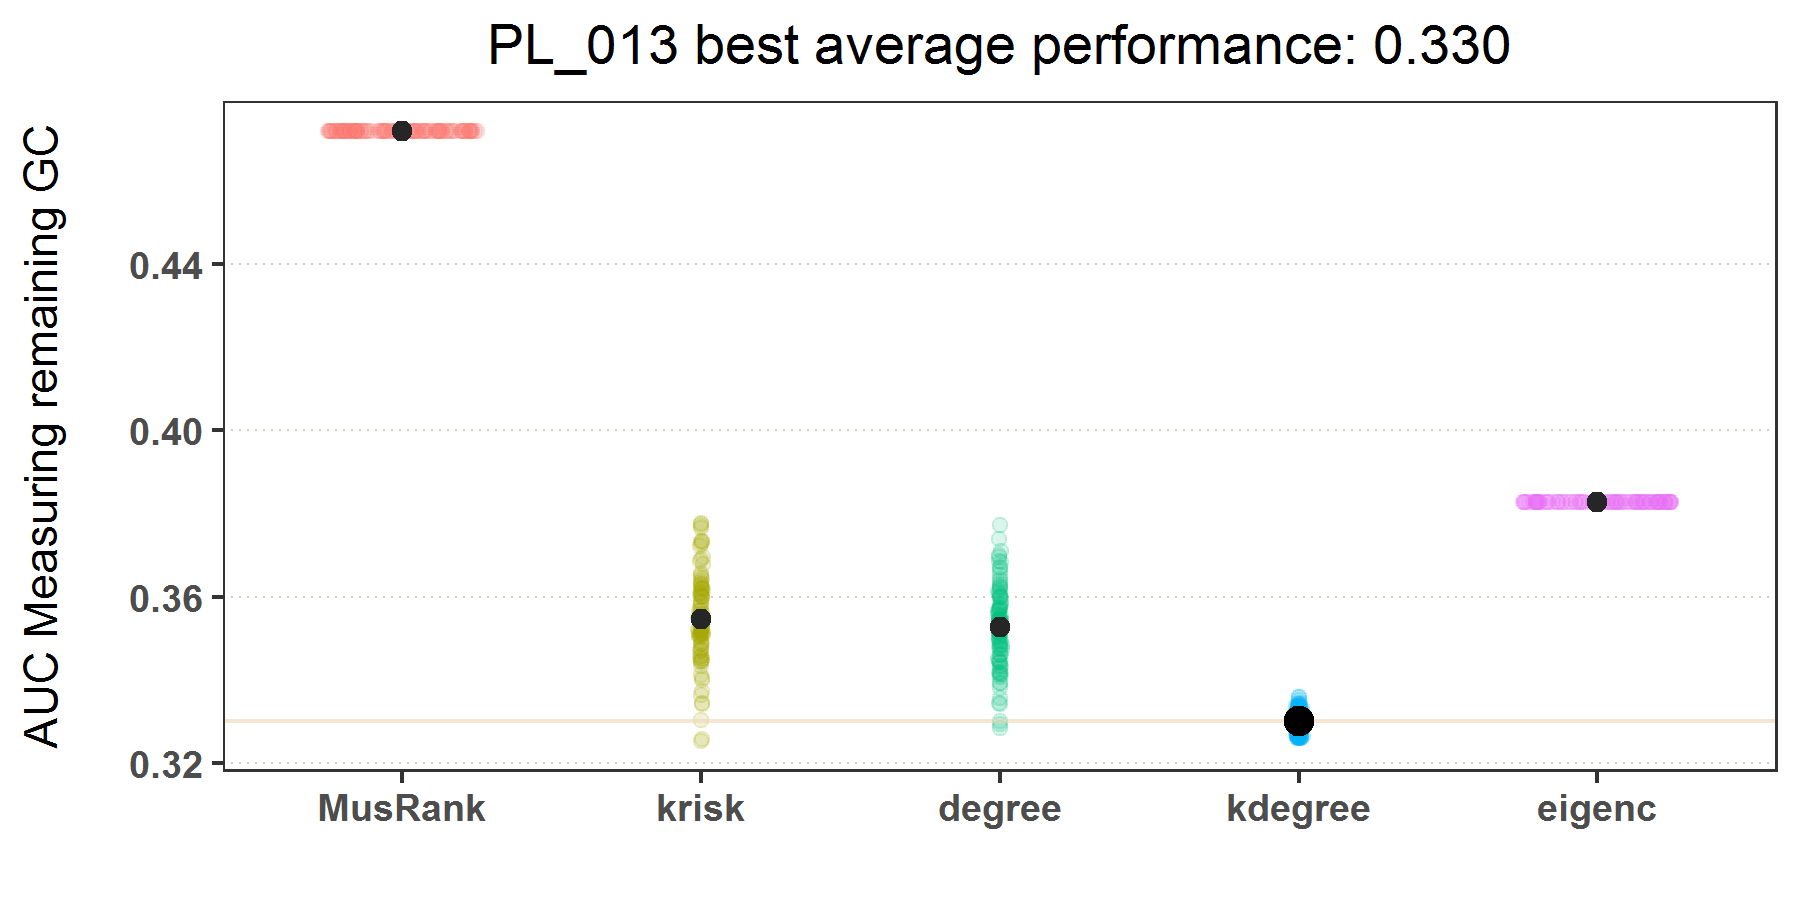 PL_013 best average performance: 0.330
AUC Measuring remaining GC
0.44
0.40
0.36
0.32
MusRank krisk degree kdegree eigenc